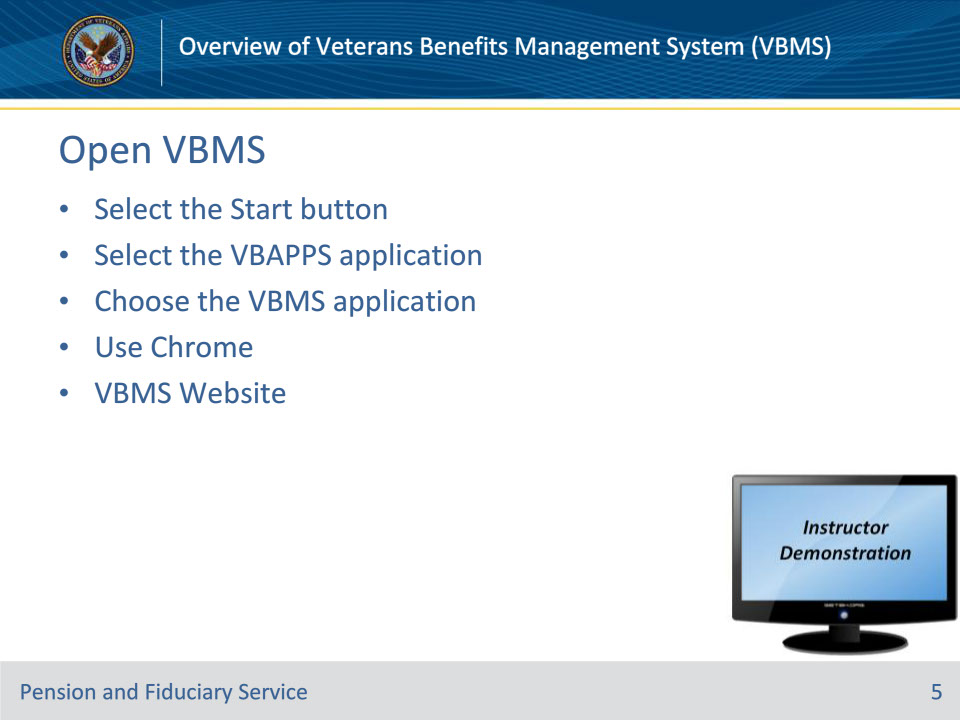 Overview of Veterans Benefits Management System (VBMS)
Open VBMS
• Select the Start button
• Select the VBAPPS application
• Choose the VBMS application
• Use Chrome
• VBMS Website
Instructor
Demonstration
Pension and Fiduciary Service
5